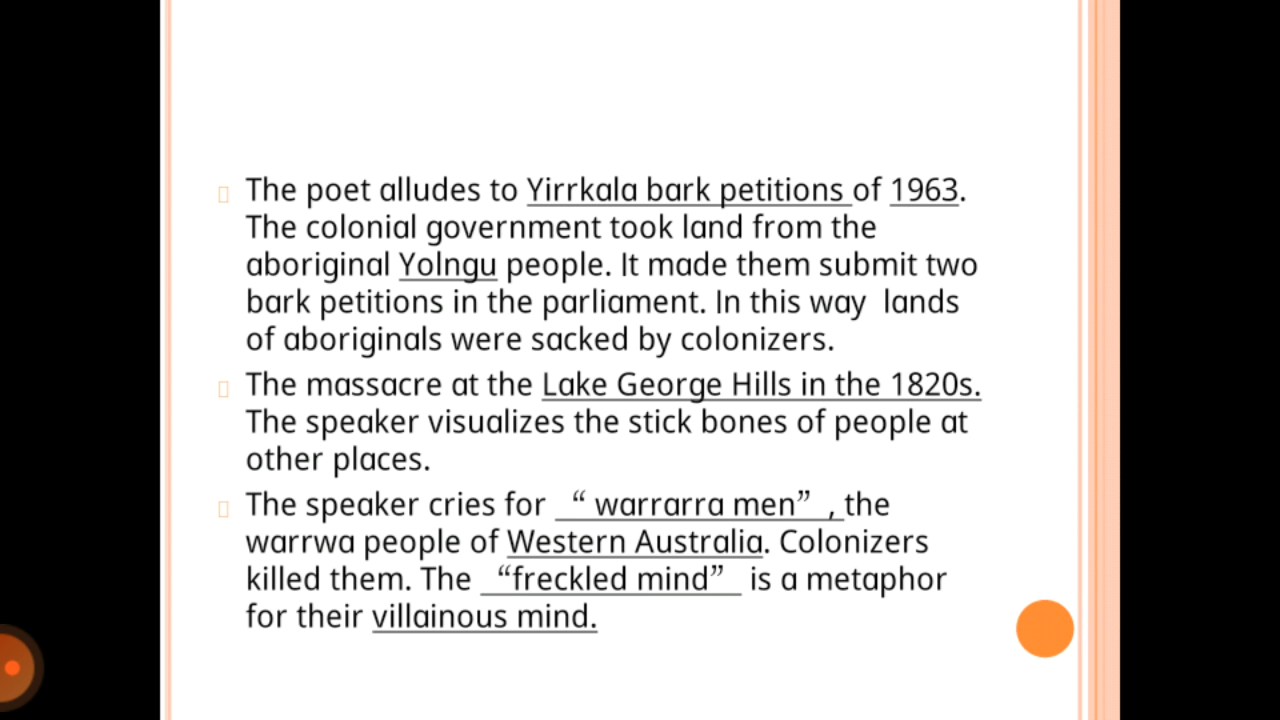 The poet alludes to Yirrkala bark petitions of 1963.
The colonial government took land from the
aboriginal Yolngu people. It made them submit two
bark petitions in the parliament. In this way  lands
of aboriginals were sacked by colonizers.
The massacre at the Lake George Hills in the 1820s.
The speaker visualizes the stick bones of people at
other places.
The speaker cries for  “ warrarra men”  , the
warrwa people of Western Australia. Colonizers
killed them. The  “freckled mind”  is a metaphor
for their villainous mind.